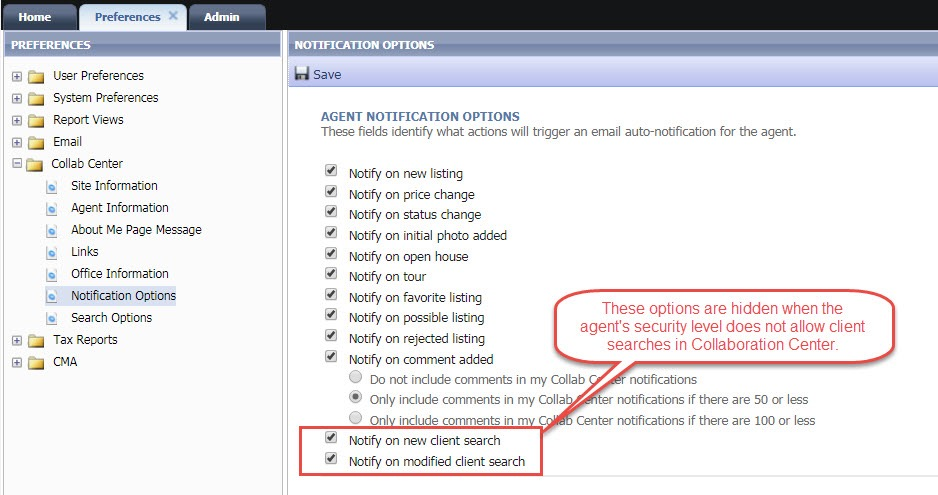 Home
Preferences
Admin
PREFERENCES
User Preferences
System Preferences
Report Views
Email
Collab Center
Site Information
Agent Information
About Me Page Message
Links
Office Information
Notification Options
Search Options
Tax Reports
CMA
NOTIFICATION OPTIONS
Save
AGENT NOTIFICATION OPTIONS
These fields identify what actions will trigger an email auto-notification for the agent.
Notify on new listing
Notify on price change
Notify on status change
Notify on initial photo added
Notify on open house
Notify on tour
Notify on favorite listing
Notify on possible listing
Notify on rejected listing
Notify on comment added
Do not include comments in my Collab Center notifications
Only include comments in my Collab Center notifications if there are 50 or less
Only include comments in my Collab Center notifications if there are 100 or less
Notify on new client search
Notify on modified client search
These options are hidden when the
agent's security level does not allow client
searches in Collaboration Center.